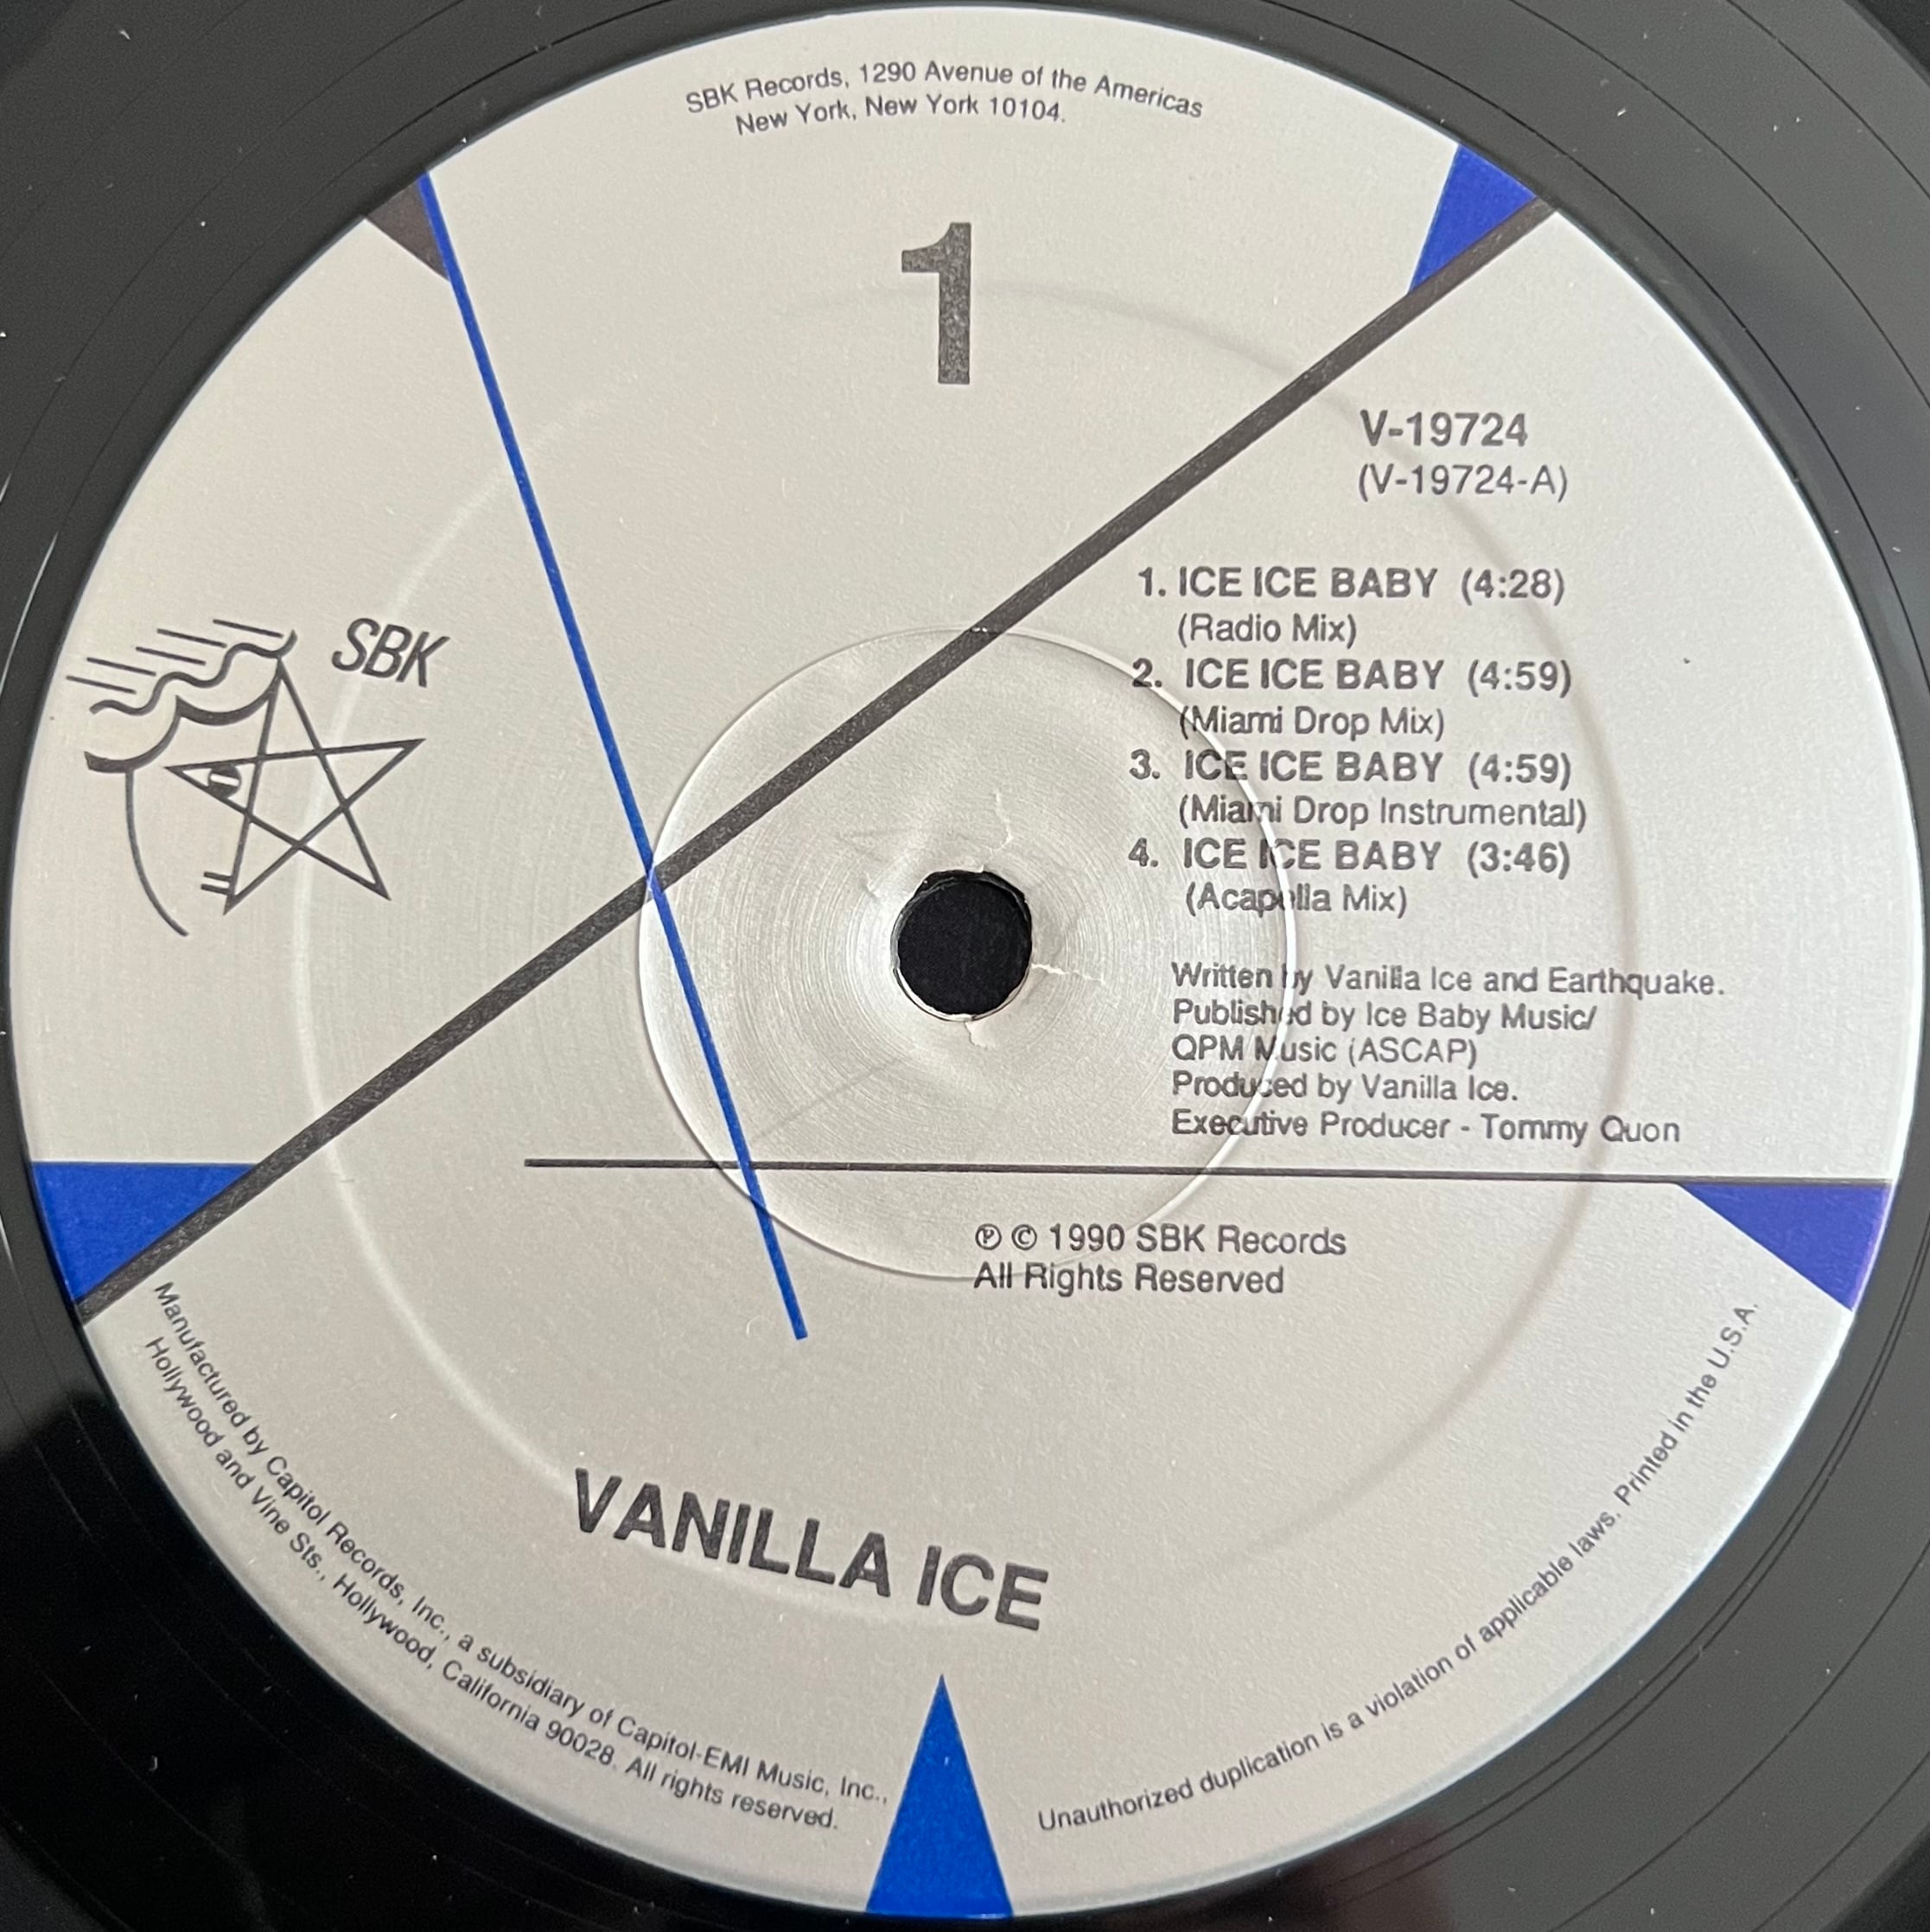 SBK Records, 1290 Avenue of the Americas
New York, New York 10104.
1
V-19724
(V-19724-A)
SBK
1. ICE ICE BABY (4:28)
(Radio Mix)
2. ICE ICE BABY (4:59)
(Miami Drop Mix)
3. ICE ICE BABY (4:59)
(Miami Drop Instrumental)
4. ICE ICE BABY (3:46)
(Acapella Mix)
Written by Vanilla Ice and Earthquake.
Published by Ice Baby Music/
QPM Music (ASCAP)
Produced by Vanilla Ice.
Executive Producer - Tommy Quon
℗ © 1990 SBK Records
All Rights Reserved
VANILLA ICE
Manufactured by Capitol Records, Inc., a subsidiary of Capitol-EMI Music, Inc.,
Hollywood and Vine Sts., Hollywood, California 90028. All rights reserved.
Unauthorized duplication is a violation of applicable laws. Printed in the U.S.A.